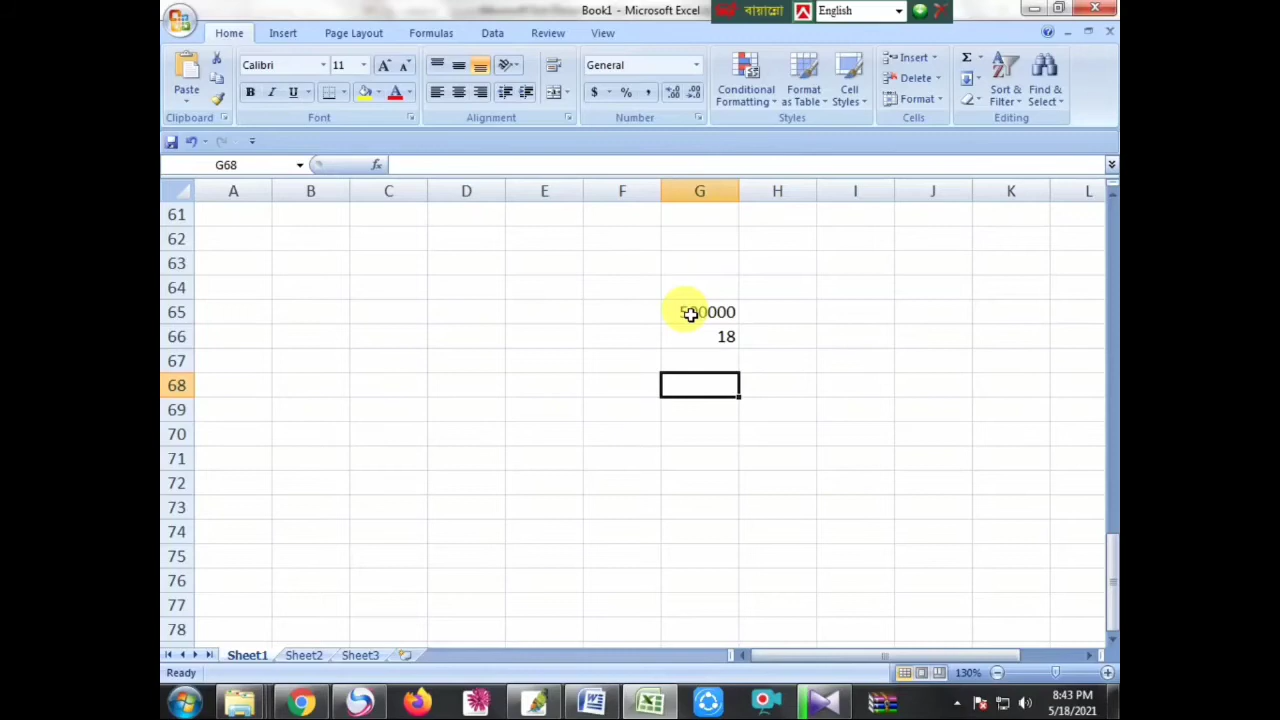 Book1 - Microsoft Excel
বায়ান্নো
English
Home Insert Page Layout Formulas Data Review View
Calibri 11 General Insert
Delete
Format
Paste
B I U
$ % ,
Conditional Formatting
Format as Table
Cell Styles
Sort & Filter
Find & Select
Clipboard Font Alignment Number Styles Cells Editing
G68 fx
A B C D E F G H I J K L
61
62
63
64
65 500000
66 18
67
68
69
70
71
72
73
74
75
76
77
78
Sheet1 Sheet2 Sheet3
Ready 130%
8:43 PM
5/18/2021